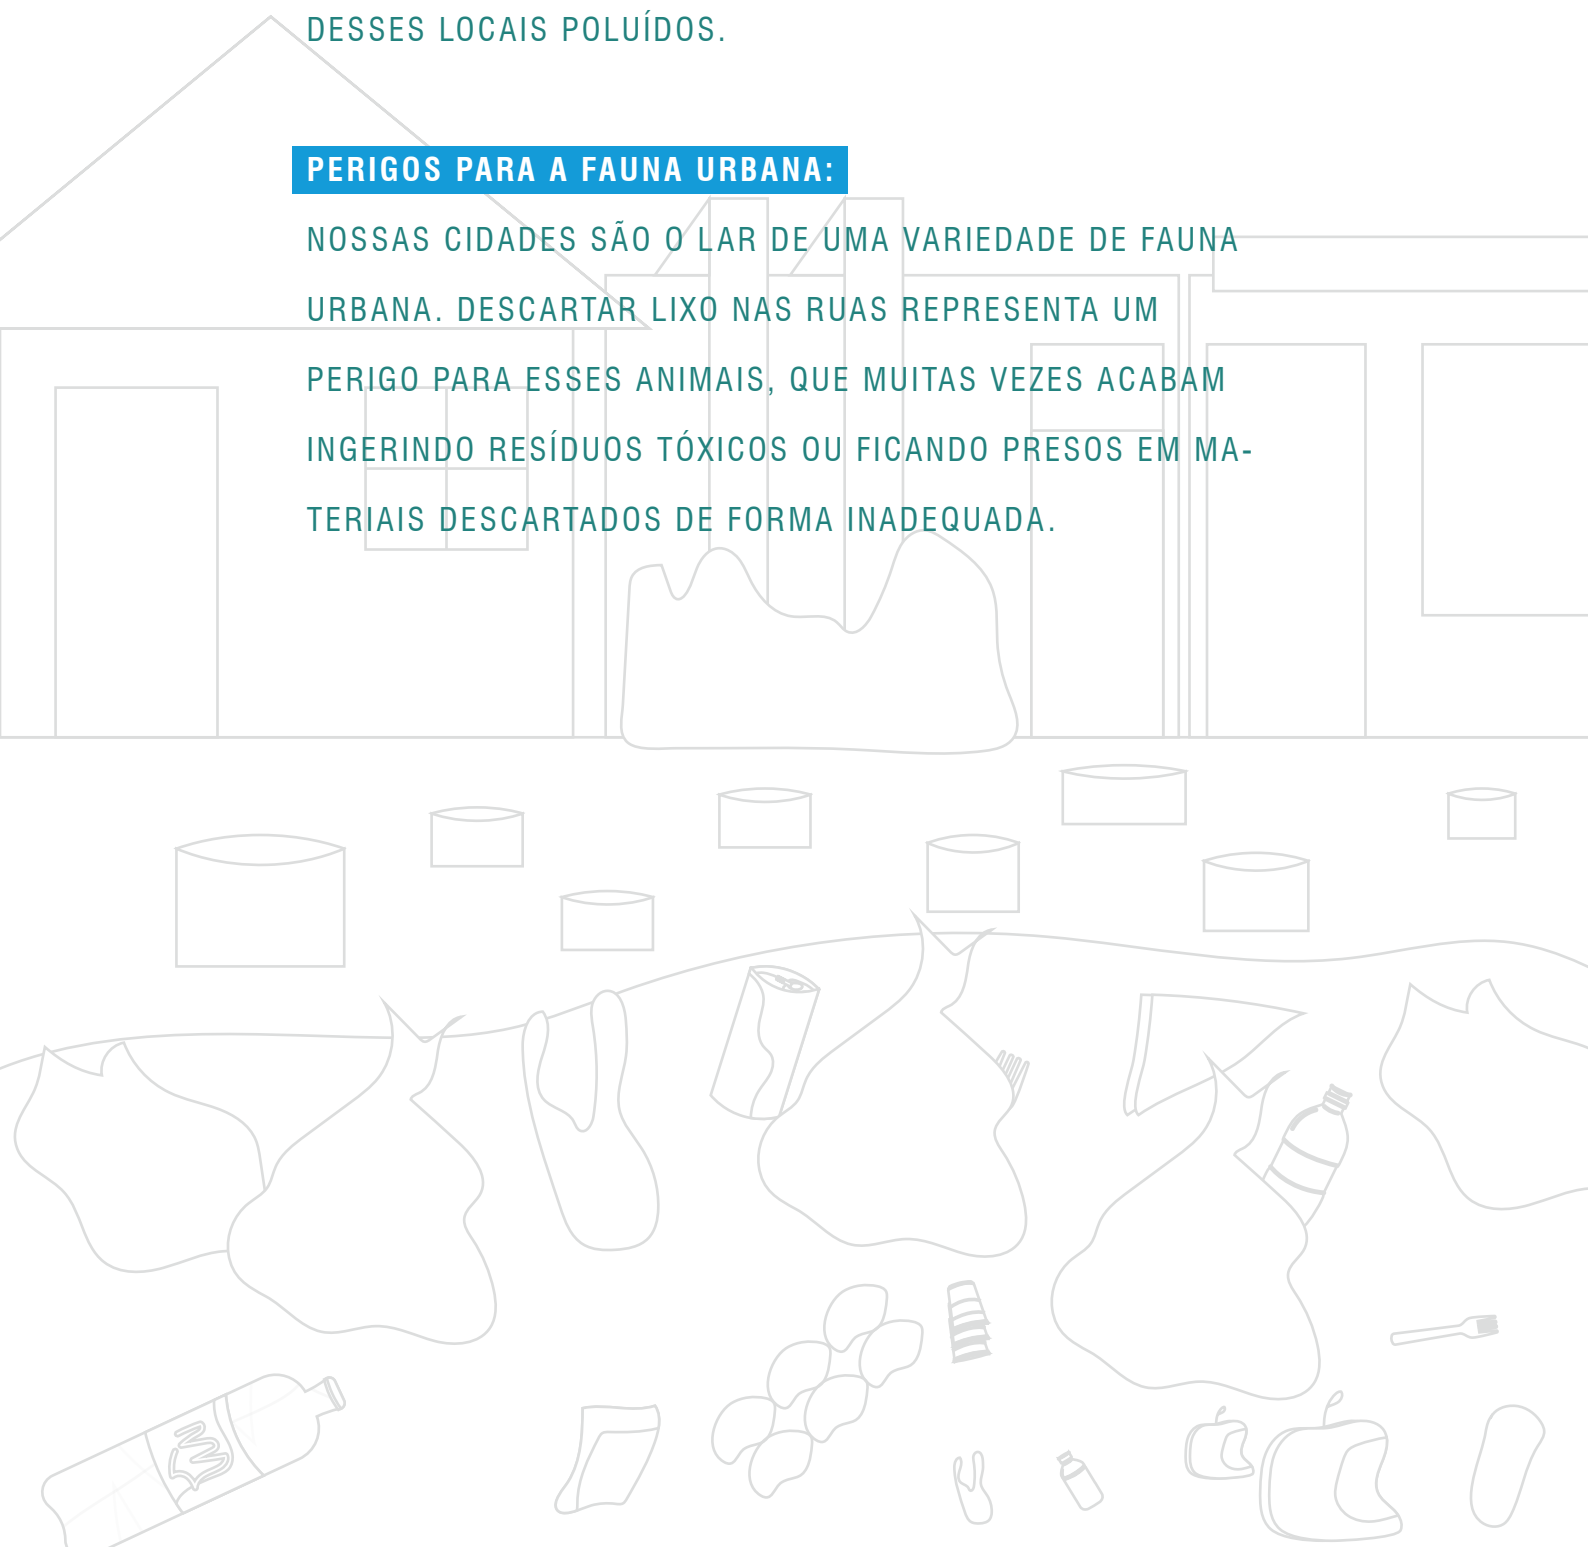 DESSES LOCAIS POLUÍDOS.
PERIGOS PARA A FAUNA URBANA:
NOSSAS CIDADES SÃO O LAR DE UMA VARIEDADE DE FAUNA
URBANA. DESCARTAR LIXO NAS RUAS REPRESENTA UM
PERIGO PARA ESSES ANIMAIS, QUE MUITAS VEZES ACABAM
INGERINDO RESÍDUOS TÓXICOS OU FICANDO PRESOS EM MA-
TERIAIS DESCARTADOS DE FORMA INADEQUADA.